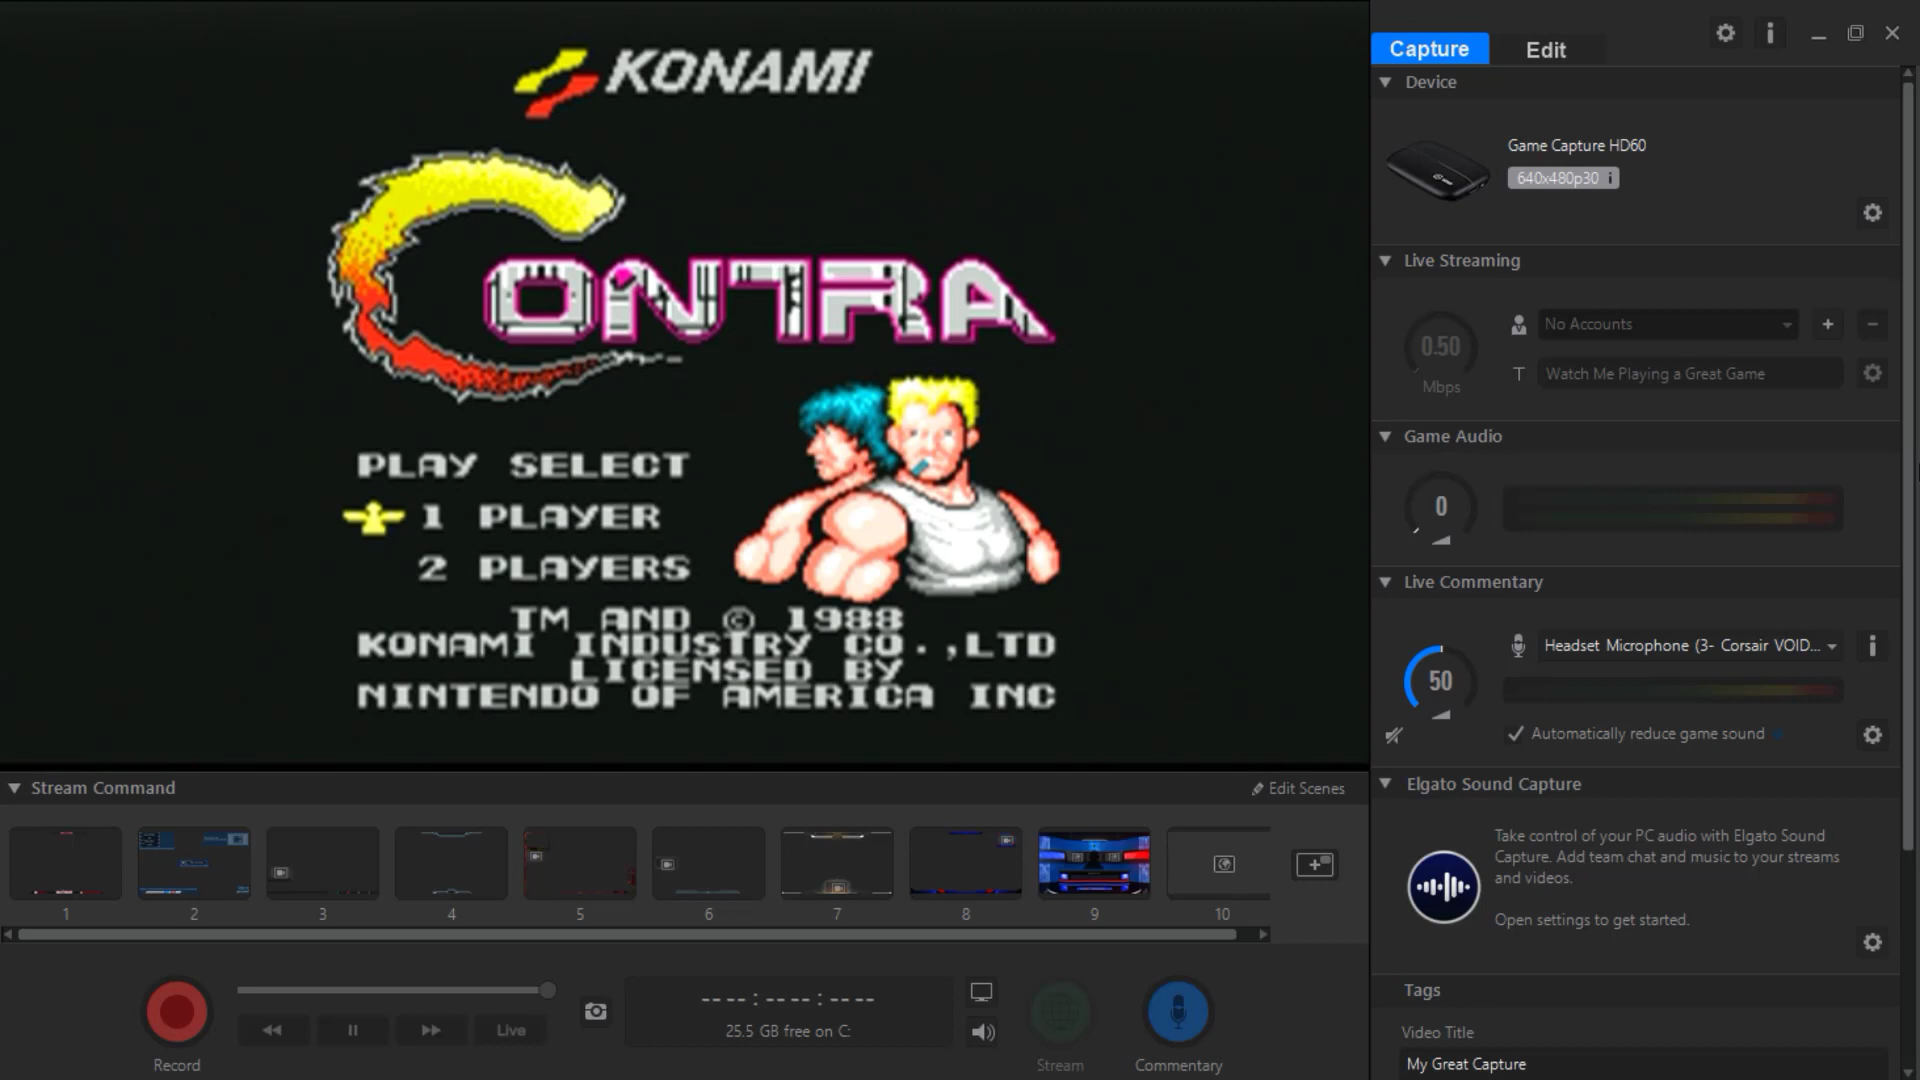 KONAMI
CONTRA
PLAY SELECT
1 PLAYER
2 PLAYERS
TM AND © 1988
KONAMI INDUSTRY CO.,LTD
LICENSED BY
NINTENDO OF AMERICA INC
Stream Command
Edit Scenes
1 2 3 4 5 6 7 8 9 10
Record
Live
---- : ---- : ----
25.5 GB free on C:
Stream
Commentary
Capture
Edit
Device
Game Capture HD60
640x480p30 i
Live Streaming
0.50
Mbps
No Accounts
T
Watch Me Playing a Great Game
Game Audio
0
Live Commentary
50
Headset Microphone (3- Corsair VOID...
Automatically reduce game sound
Elgato Sound Capture
Take control of your PC audio with Elgato Sound
Capture. Add team chat and music to your streams
and videos.
Open settings to get started.
Tags
Video Title
My Great Capture